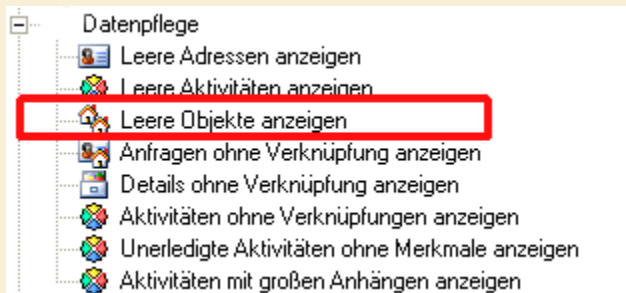 Datenpflege
Leere Adressen anzeigen
Leere Aktivitäten anzeigen
Leere Objekte anzeigen
Anfragen ohne Verknüpfung anzeigen
Details ohne Verknüpfung anzeigen
Aktivitäten ohne Verknüpfungen anzeigen
Unerledigte Aktivitäten ohne Merkmale anzeigen
Aktivitäten mit großen Anhängen anzeigen